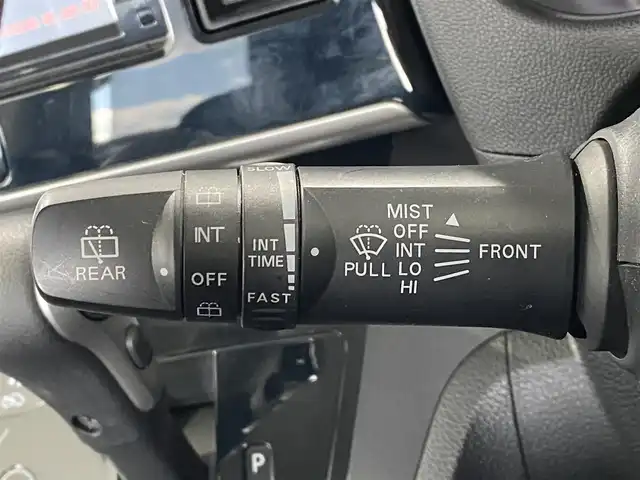 REAR
INT
OFF
SLOW
INT
TIME
FAST
PULL
MIST
OFF
INT
LO
HI
FRONT
P